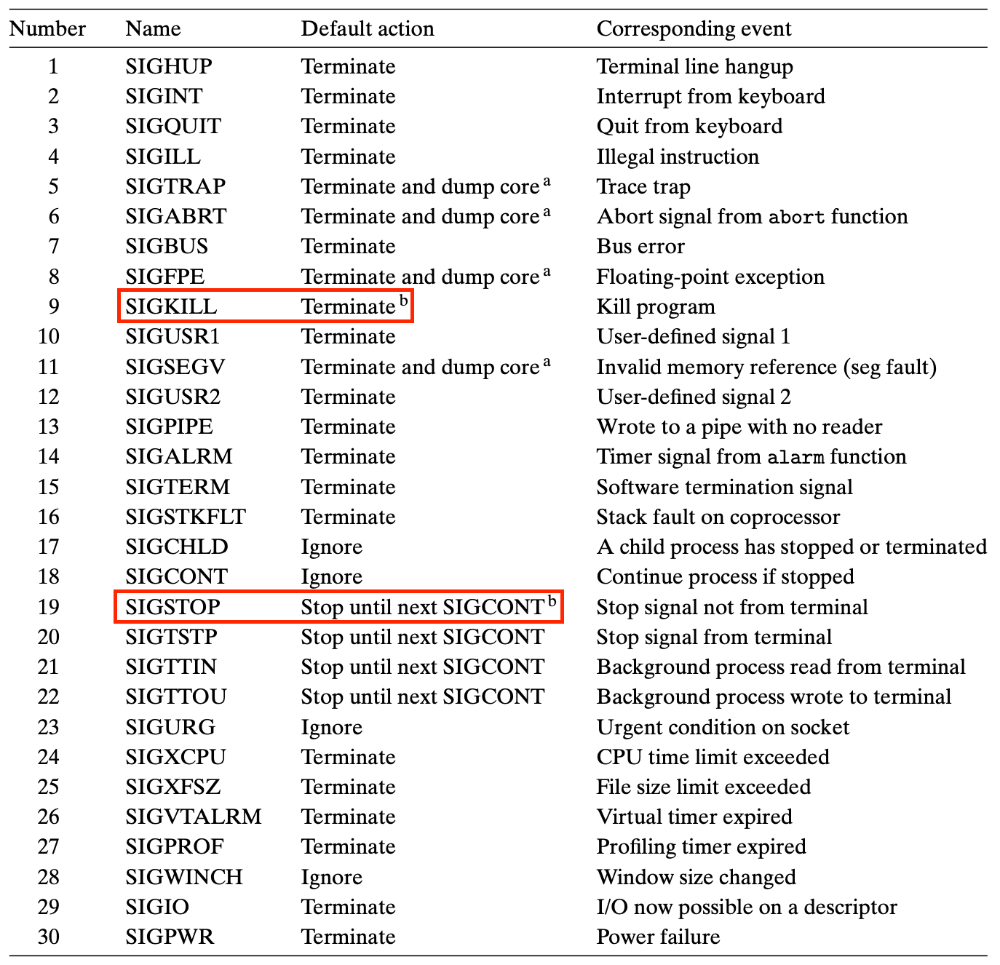 Number Name Default action Corresponding event
1 SIGHUP Terminate Terminal line hangup
2 SIGINT Terminate Interrupt from keyboard
3 SIGQUIT Terminate Quit from keyboard
4 SIGILL Terminate Illegal instruction
5 SIGTRAP Terminate and dump core a Trace trap
6 SIGABRT Terminate and dump core a Abort signal from abort function
7 SIGBUS Terminate Bus error
8 SIGFPE Terminate and dump core a Floating-point exception
9 SIGKILL Terminate b Kill program
10 SIGUSR1 Terminate User-defined signal 1
11 SIGSEGV Terminate and dump core a Invalid memory reference (seg fault)
12 SIGUSR2 Terminate User-defined signal 2
13 SIGPIPE Terminate Wrote to a pipe with no reader
14 SIGALRM Terminate Timer signal from alarm function
15 SIGTERM Terminate Software termination signal
16 SIGSTKFLT Terminate Stack fault on coprocessor
17 SIGCHLD Ignore A child process has stopped or terminated
18 SIGCONT Ignore Continue process if stopped
19 SIGSTOP Stop until next SIGCONT b Stop signal not from terminal
20 SIGTSTP Stop until next SIGCONT Stop signal from terminal
21 SIGTTIN Stop until next SIGCONT Background process read from terminal
22 SIGTTOU Stop until next SIGCONT Background process wrote to terminal
23 SIGURG Ignore Urgent condition on socket
24 SIGXCPU Terminate CPU time limit exceeded
25 SIGXFSZ Terminate File size limit exceeded
26 SIGVTALRM Terminate Virtual timer expired
27 SIGPROF Terminate Profiling timer expired
28 SIGWINCH Ignore Window size changed
29 SIGIO Terminate I/O now possible on a descriptor
30 SIGPWR Terminate Power failure